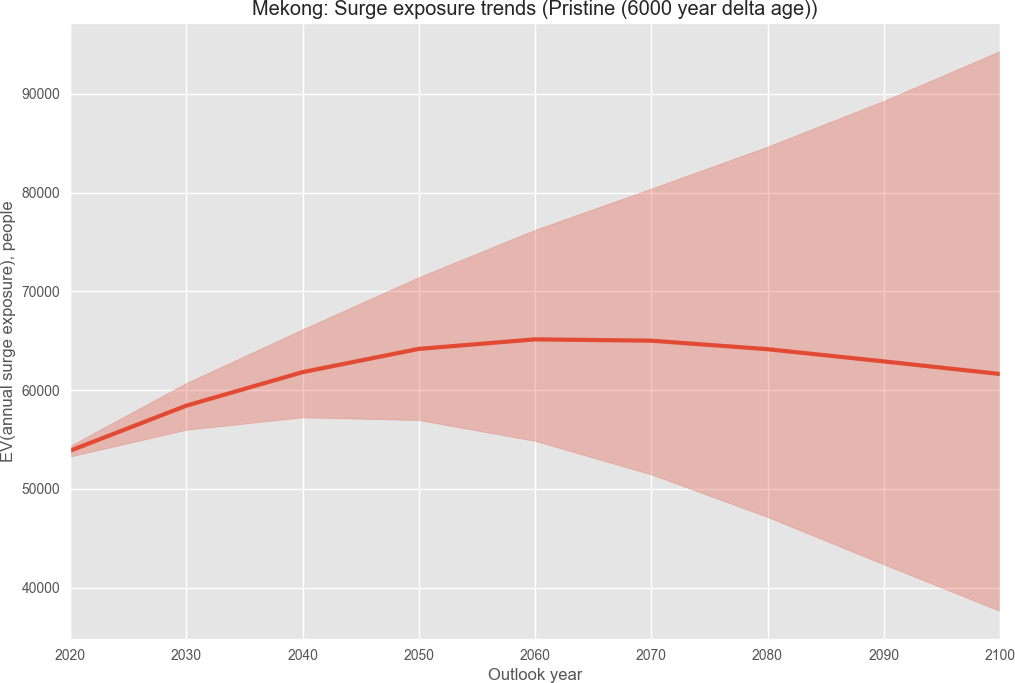 Mekong: Surge exposure trends (Pristine (6000 year delta age))
EV(annual surge exposure), people
90000
80000
70000
60000
50000
40000
2020 2030 2040 2050 2060 2070 2080 2090 2100
Outlook year